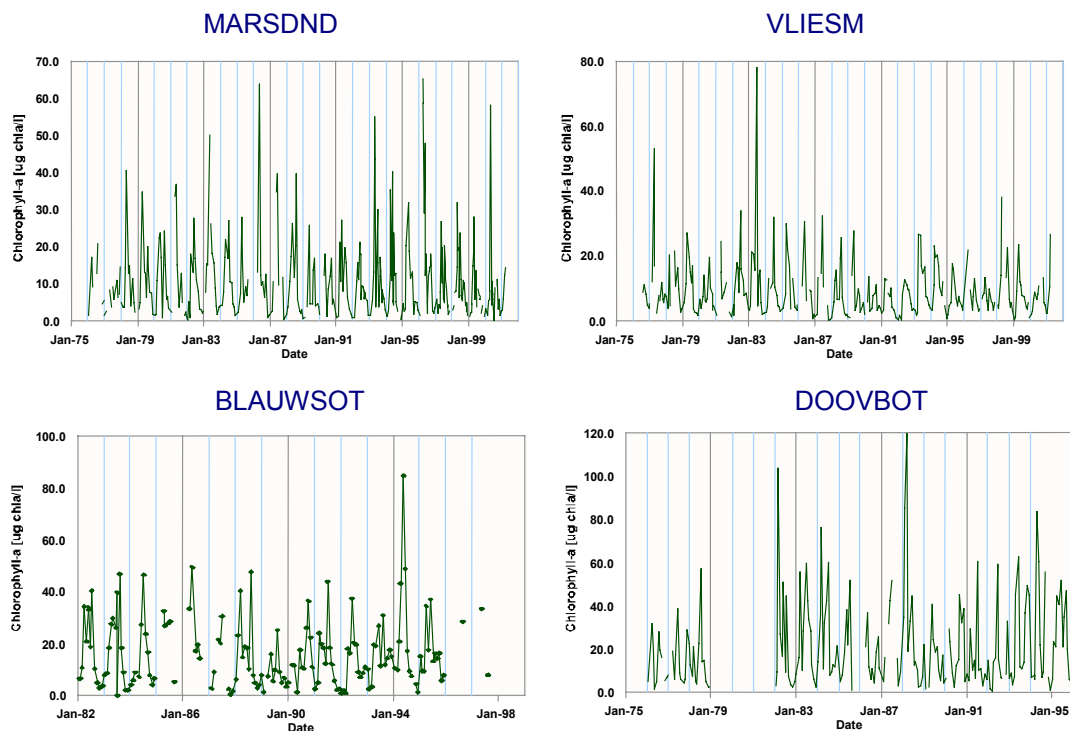 MARSDND
VLIESM
Chlorophyll-a [ug chla/l]
70.0
60.0
50.0
40.0
30.0
20.0
10.0
0.0
Jan-75 Jan-79 Jan-83 Jan-87 Jan-91 Jan-95 Jan-99
Date
Chlorophyll-a [ug chla/l]
80.0
60.0
40.0
20.0
0.0
Jan-75 Jan-79 Jan-83 Jan-87 Jan-91 Jan-95 Jan-99
Date
BLAUWSOT
DOOVBOT
Chlorophyll-a [ug chla/l]
100.0
80.0
60.0
40.0
20.0
0.0
Jan-82 Jan-86 Jan-90 Jan-94 Jan-98
Date
Chlorophyll-a [ug chla/l]
120.0
100.0
80.0
60.0
40.0
20.0
0.0
Jan-75 Jan-79 Jan-83 Jan-87 Jan-91 Jan-95
Date